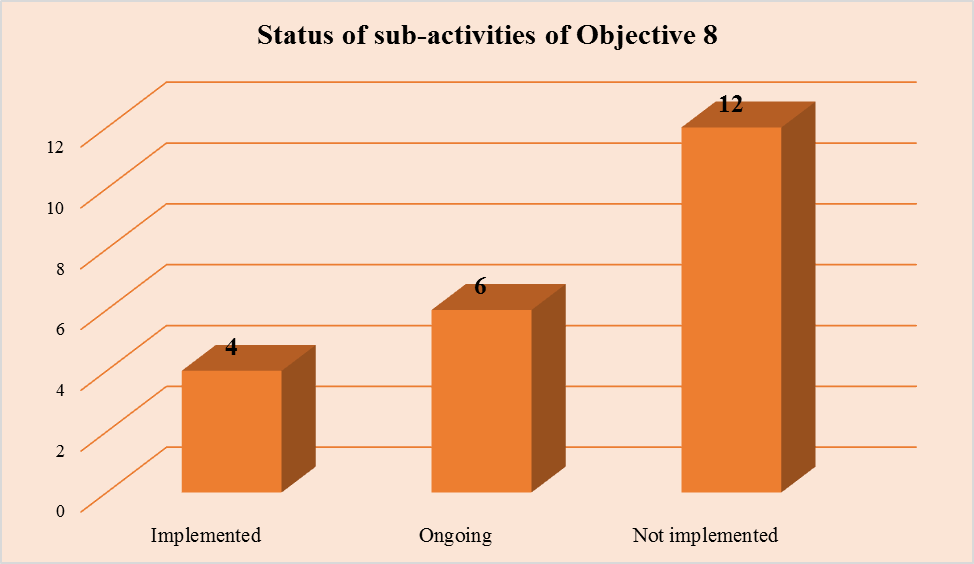 Status of sub-activities of Objective 8
12
12
10
8
6
6
4
4
2
0
Implemented
Ongoing
Not implemented